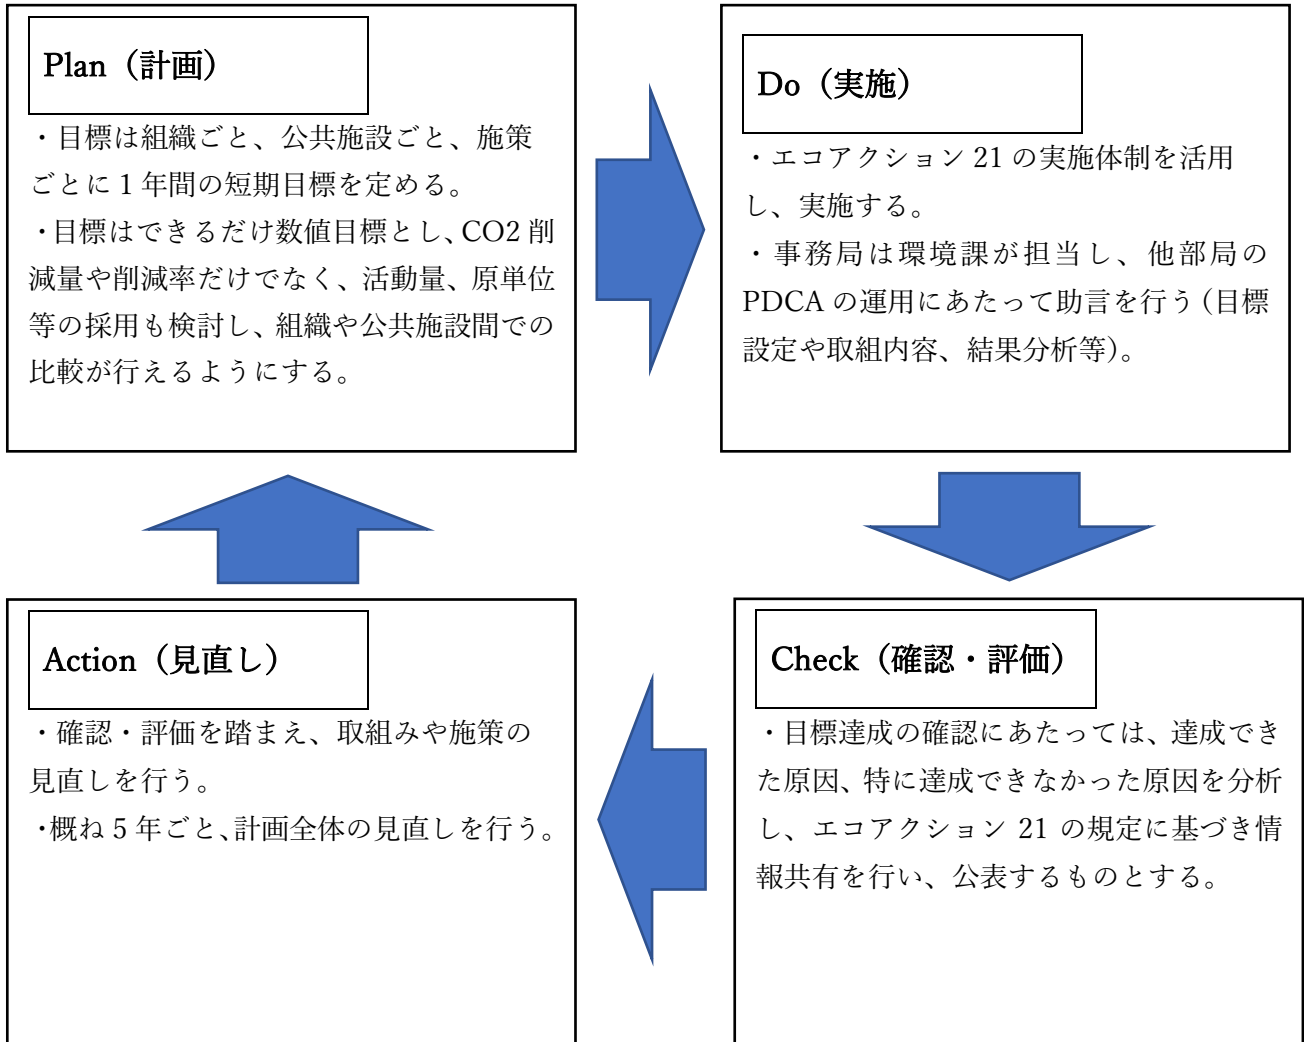 Plan（計画）
・目標は組織ごと、公共施設ごと、施策
ごとに 1 年間の短期目標を定める。
・目標はできるだけ数値目標とし、CO2 削
減量や削減率だけでなく、活動量、原単位
等の採用も検討し、組織や公共施設間での
比較が行えるようにする。
Do（実施）
・エコアクション 21 の実施体制を活用
し、実施する。
・事務局は環境課が担当し、他部局の
PDCA の運用にあたって助言を行う（目標
設定や取組内容、結果分析等）。
Action（見直し）
・確認・評価を踏まえ、取組みや施策の
見直しを行う。
・概ね 5 年ごと、計画全体の見直しを行う。
Check（確認・評価）
・目標達成の確認にあたっては、達成でき
た原因、特に達成できなかった原因を分析
し、エコアクション 21 の規定に基づき情
報共有を行い、公表するものとする。